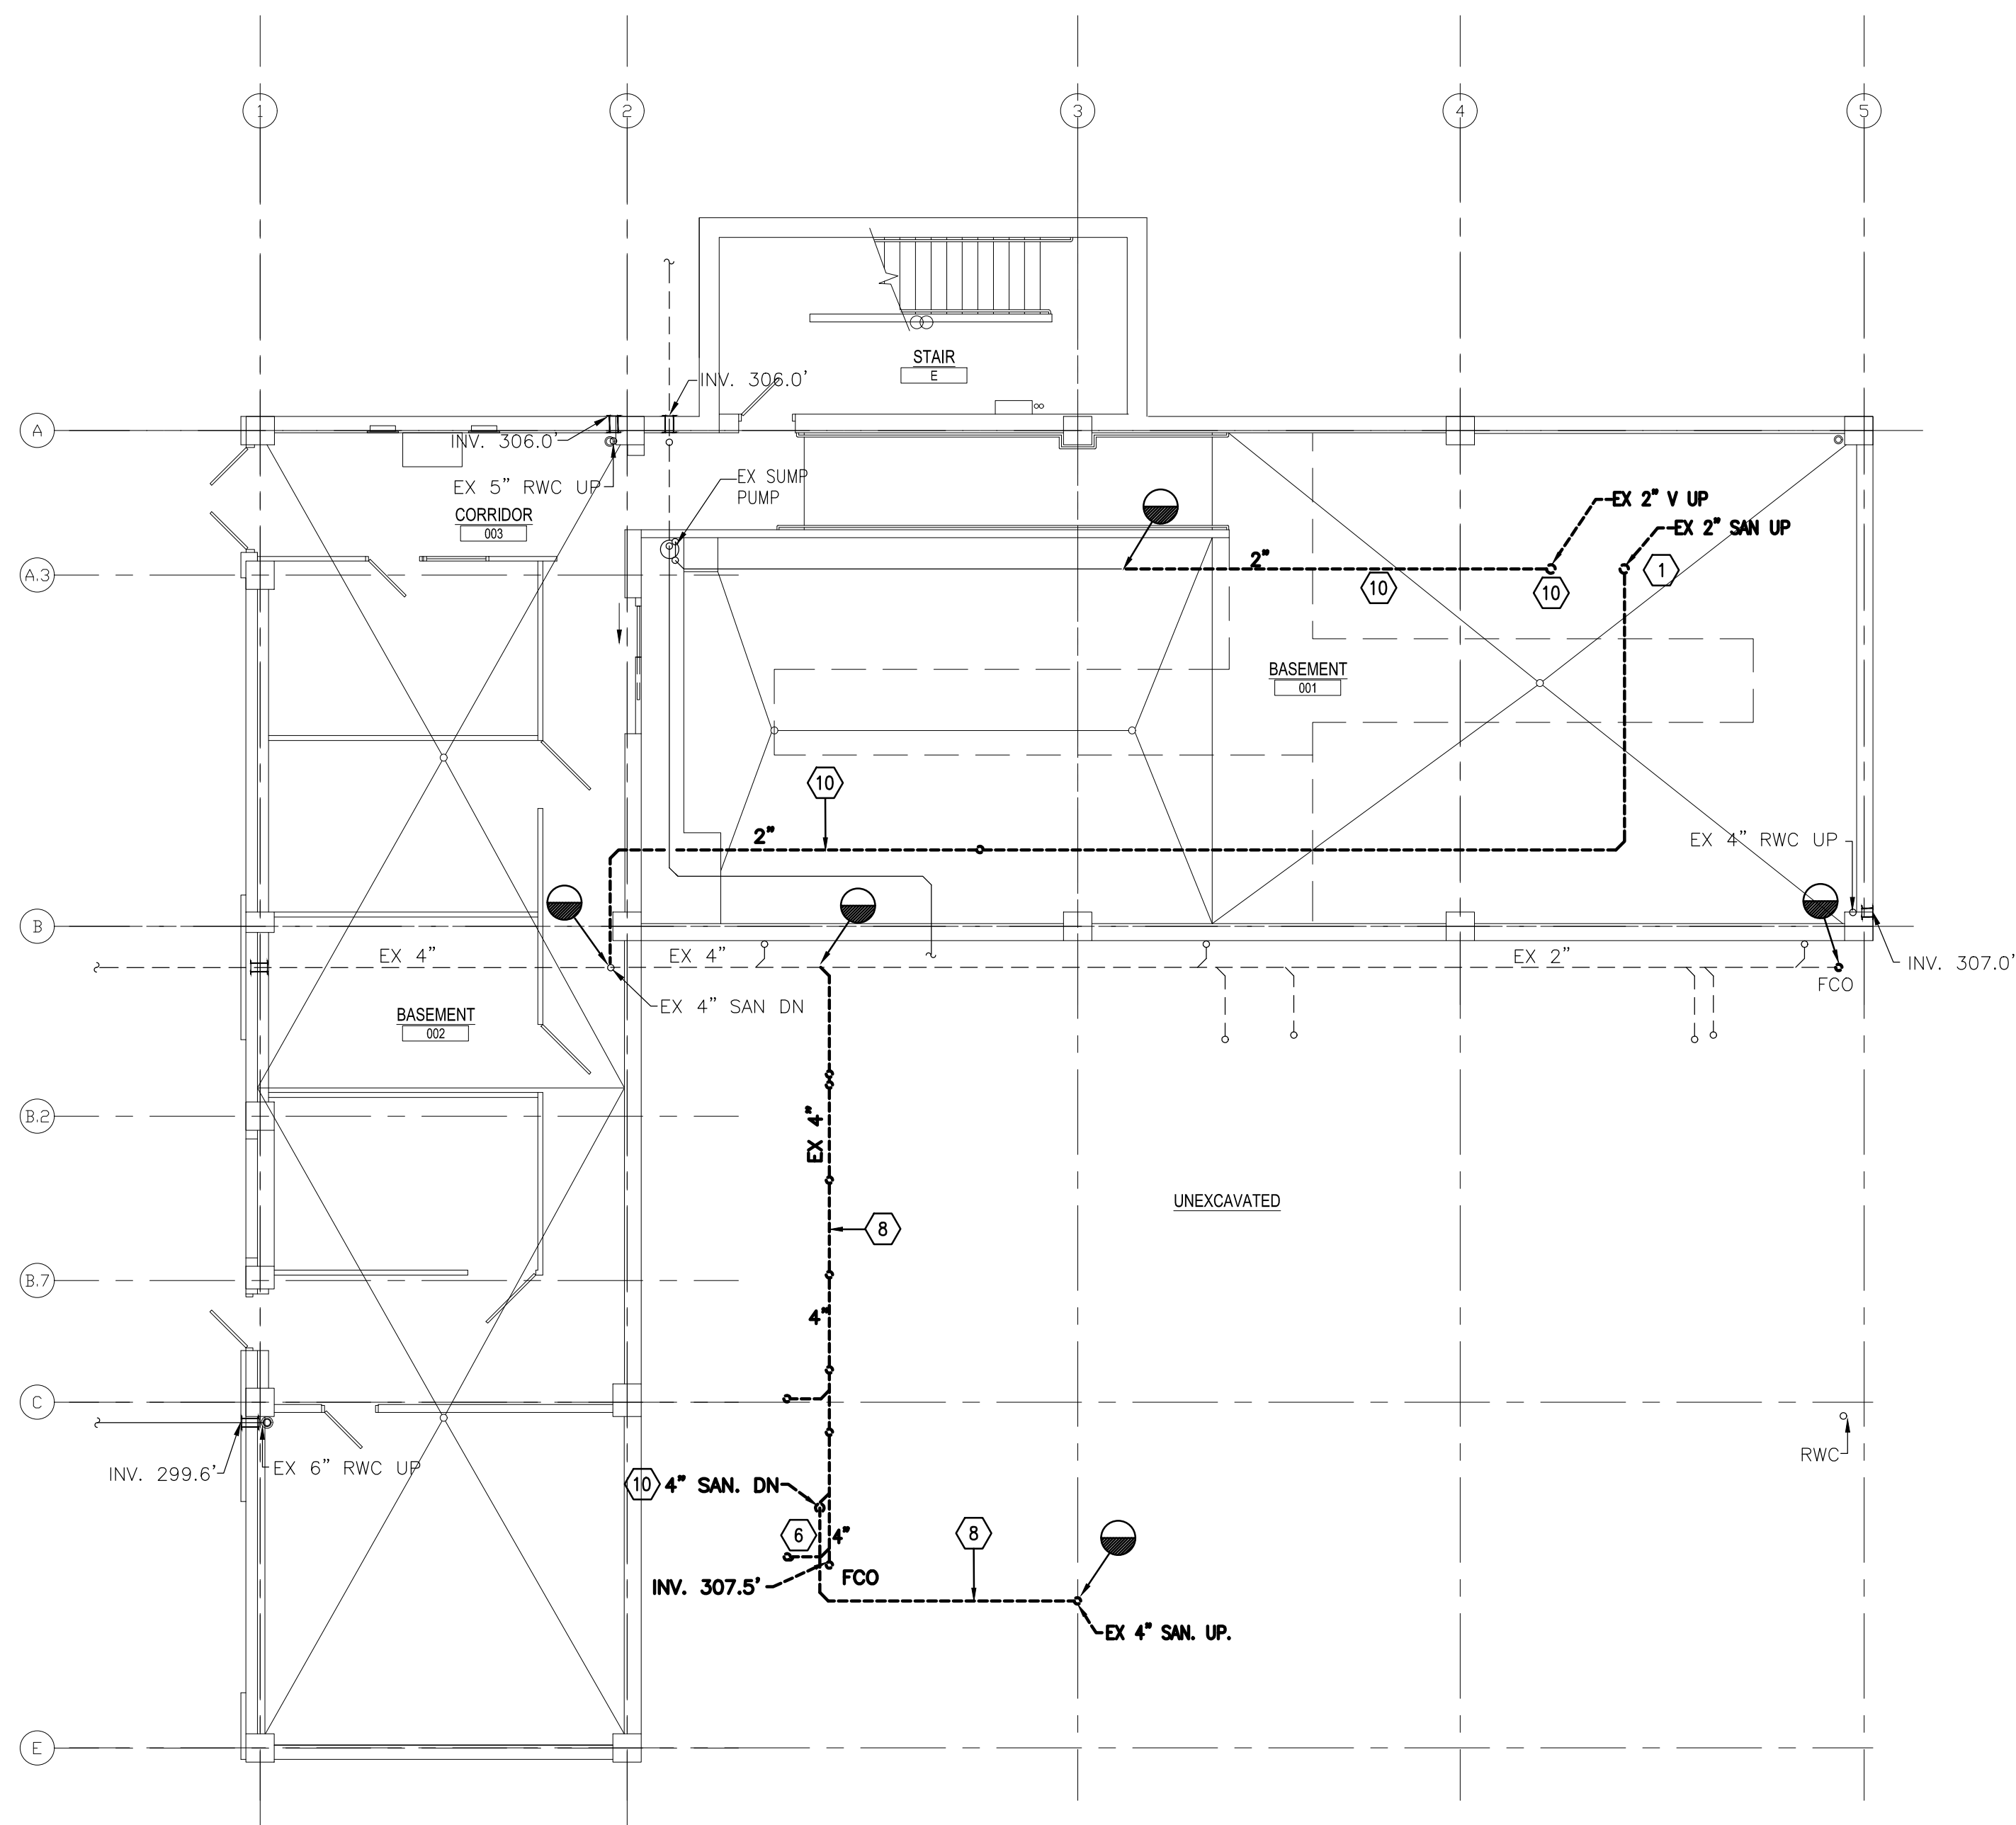 1
2
3
4
5
STAIR
E
INV. 306.0'
A
INV. 306.0'
EX SUMP
PUMP
EX 5" RWC UP
CORRIDOR
003
EX 2" V UP
EX 2" SAN UP
2"
A.3
10
10
1
BASEMENT
001
10
2"
EX 4" RWC UP
B
EX 4"
EX 4"
EX 2"
INV. 307.0'
FCO
EX 4" SAN DN
BASEMENT
002
B.2
EX 4"
UNEXCAVATED
8
B.7
4"
C
RWC
INV. 299.6'
EX 6" RWC UP
10
4" SAN. DN
6
4"
8
FCO
INV. 307.5'
EX 4" SAN. UP.
E